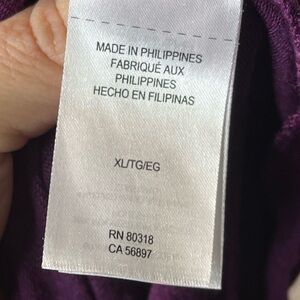 MADE IN PHILIPPINES
FABRIQUÉ AUX
PHILIPPINES
HECHO EN FILIPINAS
XL/TG/EG
RN 80318
CA 56897